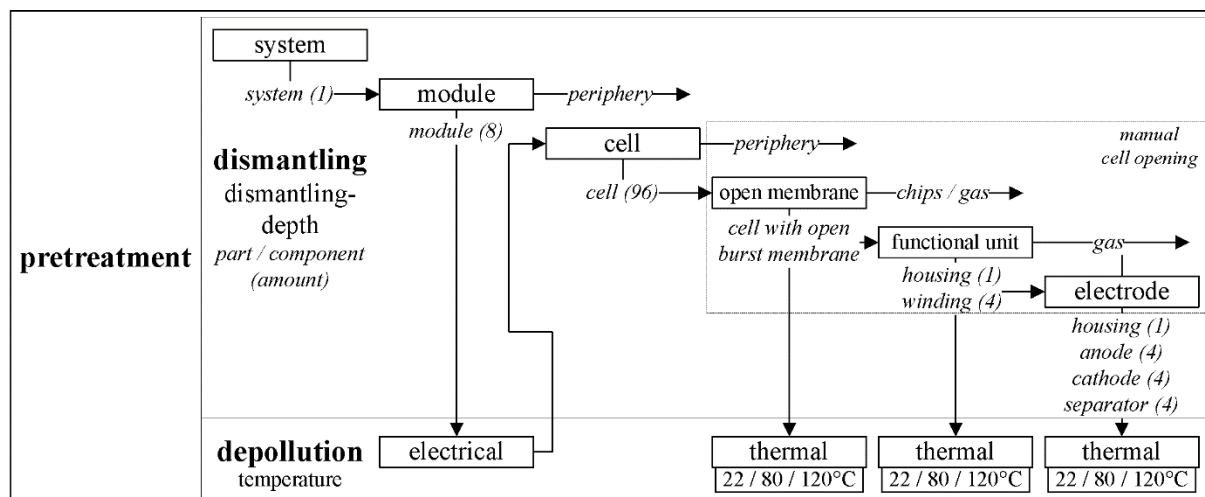 system
system (1)
module
periphery
module (8)
cell
periphery
manual
cell opening
dismantling
dismantling-
depth
part / component
(amount)
cell (96)
open membrane
chips / gas
pretreatment
cell with open
burst membrane
functional unit
gas
housing (1)
winding (4)
electrode
housing (1)
anode (4)
cathode (4)
separator (4)
depollution
temperature
electrical
thermal
22 / 80 / 120°C
thermal
22 / 80 / 120°C
thermal
22 / 80 / 120°C